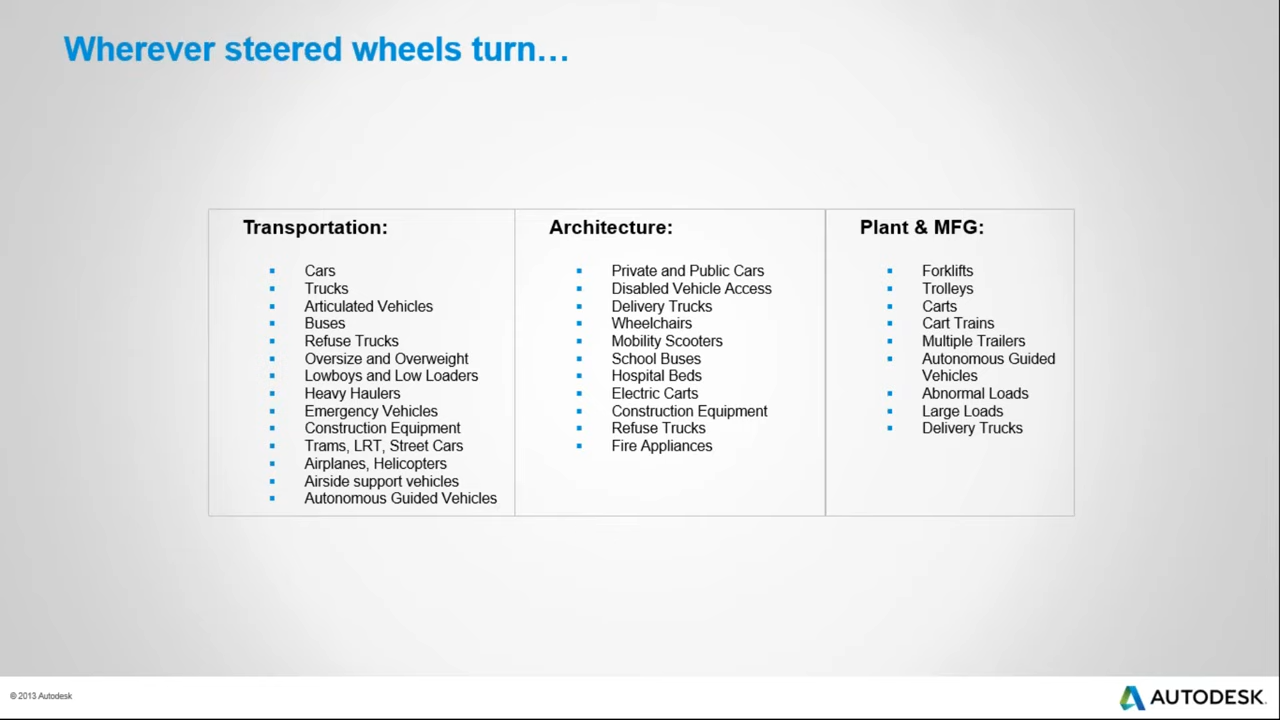 Wherever steered wheels turn…
Transportation:
Cars
Trucks
Articulated Vehicles
Buses
Refuse Trucks
Oversize and Overweight
Lowboys and Low Loaders
Heavy Haulers
Emergency Vehicles
Construction Equipment
Trams, LRT, Street Cars
Airplanes, Helicopters
Airside support vehicles
Autonomous Guided Vehicles
Architecture:
Private and Public Cars
Disabled Vehicle Access
Delivery Trucks
Wheelchairs
Mobility Scooters
School Buses
Hospital Beds
Electric Carts
Construction Equipment
Refuse Trucks
Fire Appliances
Plant & MFG:
Forklifts
Trolleys
Carts
Cart Trains
Multiple Trailers
Autonomous Guided
Vehicles
Abnormal Loads
Large Loads
Delivery Trucks
© 2013 Autodesk
AUTODESK.